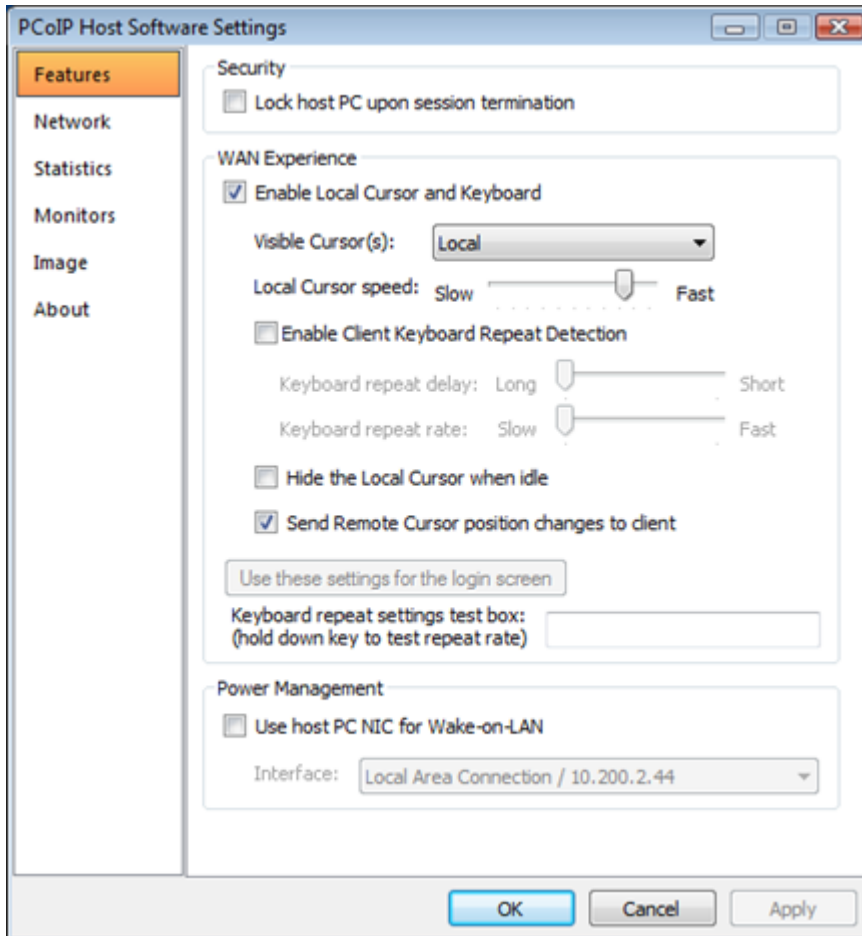 PCoIP Host Software Settings
Features
Network
Statistics
Monitors
Image
About
Security
Lock host PC upon session termination
WAN Experience
Enable Local Cursor and Keyboard
Visible Cursor(s): Local
Local Cursor speed: Slow Fast
Enable Client Keyboard Repeat Detection
Keyboard repeat delay: Long Short
Keyboard repeat rate: Slow Fast
Hide the Local Cursor when idle
Send Remote Cursor position changes to client
Use these settings for the login screen
Keyboard repeat settings test box:
(hold down key to test repeat rate)
Power Management
Use host PC NIC for Wake-on-LAN
Interface: Local Area Connection / 10.200.2.44
OK Cancel Apply